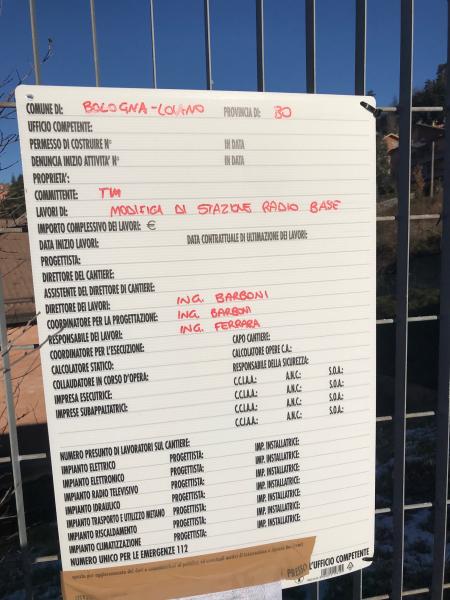 COMUNE DI: BOLOGNA-LOIANO PROVINCIA DI: BO
UFFICIO COMPETENTE:
PERMESSO DI COSTRUIRE N° IN DATA
DENUNCIA INIZIO ATTIVITA' N° IN DATA
PROPRIETA':
COMMITTENTE: TIM
LAVORI DI: MODIFICA DI STAZIONE RADIO BASE
IMPORTO COMPLESSIVO DEI LAVORI: €
DATA INIZIO LAVORI: DATA CONTRATTUALE DI ULTIMAZIONE DEI LAVORI:
PROGETTISTA:
DIRETTORE DEL CANTIERE:
ASSISTENTE DEL DIRETTORE DI CANTIERE:
DIRETTORE DEI LAVORI: ING. BARBONI
COORDINATORE PER LA PROGETTAZIONE: ING. BARBONI
RESPONSABILE DEI LAVORI: ING. FERRARA
COORDINATORE PER L'ESECUZIONE: CAPO CANTIERE:
CALCOLATORE STATICO: CALCOLATORE OPERE C.A.:
COLLAUDATORE IN CORSO D'OPERA: RESPONSABILE DELLA SICUREZZA:
IMPRESA ESECUTRICE: C.C.I.A.A.: A.N.C.: S.O.A.:
IMPRESE SUBAPPALTATRICI: C.C.I.A.A.: A.N.C.: S.O.A.:
C.C.I.A.A.: A.N.C.: S.O.A.:
C.C.I.A.A.: A.N.C.: S.O.A.:
NUMERO PRESUNTO DI LAVORATORI SUL CANTIERE:
IMPIANTO ELETTRICO PROGETTISTA: IMP. INSTALLATRICE:
IMPIANTO ELETTRONICO PROGETTISTA: IMP. INSTALLATRICE:
IMPIANTO RADIO TELEVISIVO PROGETTISTA: IMP. INSTALLATRICE:
IMPIANTO IDRAULICO PROGETTISTA: IMP. INSTALLATRICE:
IMPIANTO TRASPORTO E UTILIZZO METANO PROGETTISTA: IMP. INSTALLATRICE:
IMPIANTO RISCALDAMENTO PROGETTISTA: IMP. INSTALLATRICE:
IMPIANTO CLIMATIZZAZIONE PROGETTISTA: IMP. INSTALLATRICE:
NUMERO UNICO PER LE EMERGENZE 112
PRESSO L'UFFICIO COMPETENTE